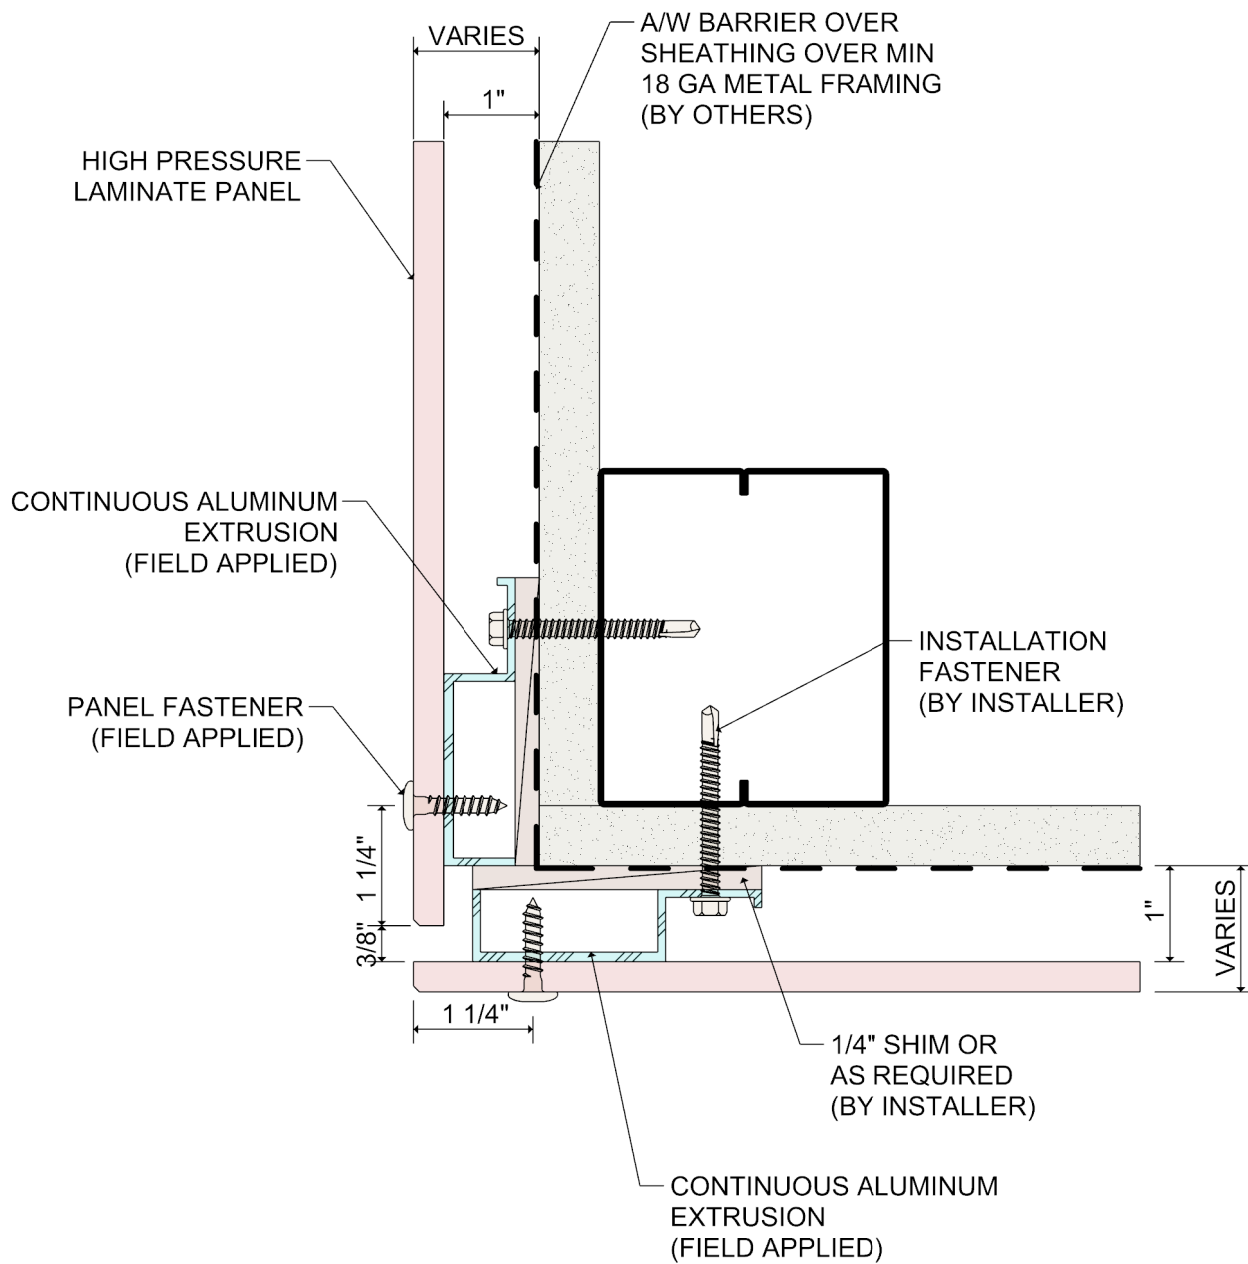 VARIES
1"
A/W BARRIER OVER
SHEATHING OVER MIN
18 GA METAL FRAMING
(BY OTHERS)
HIGH PRESSURE
LAMINATE PANEL
CONTINUOUS ALUMINUM
EXTRUSION
(FIELD APPLIED)
INSTALLATION
FASTENER
(BY INSTALLER)
PANEL FASTENER
(FIELD APPLIED)
1 1/4"
3/8"
1"
VARIES
1 1/4"
1/4" SHIM OR
AS REQUIRED
(BY INSTALLER)
CONTINUOUS ALUMINUM
EXTRUSION
(FIELD APPLIED)